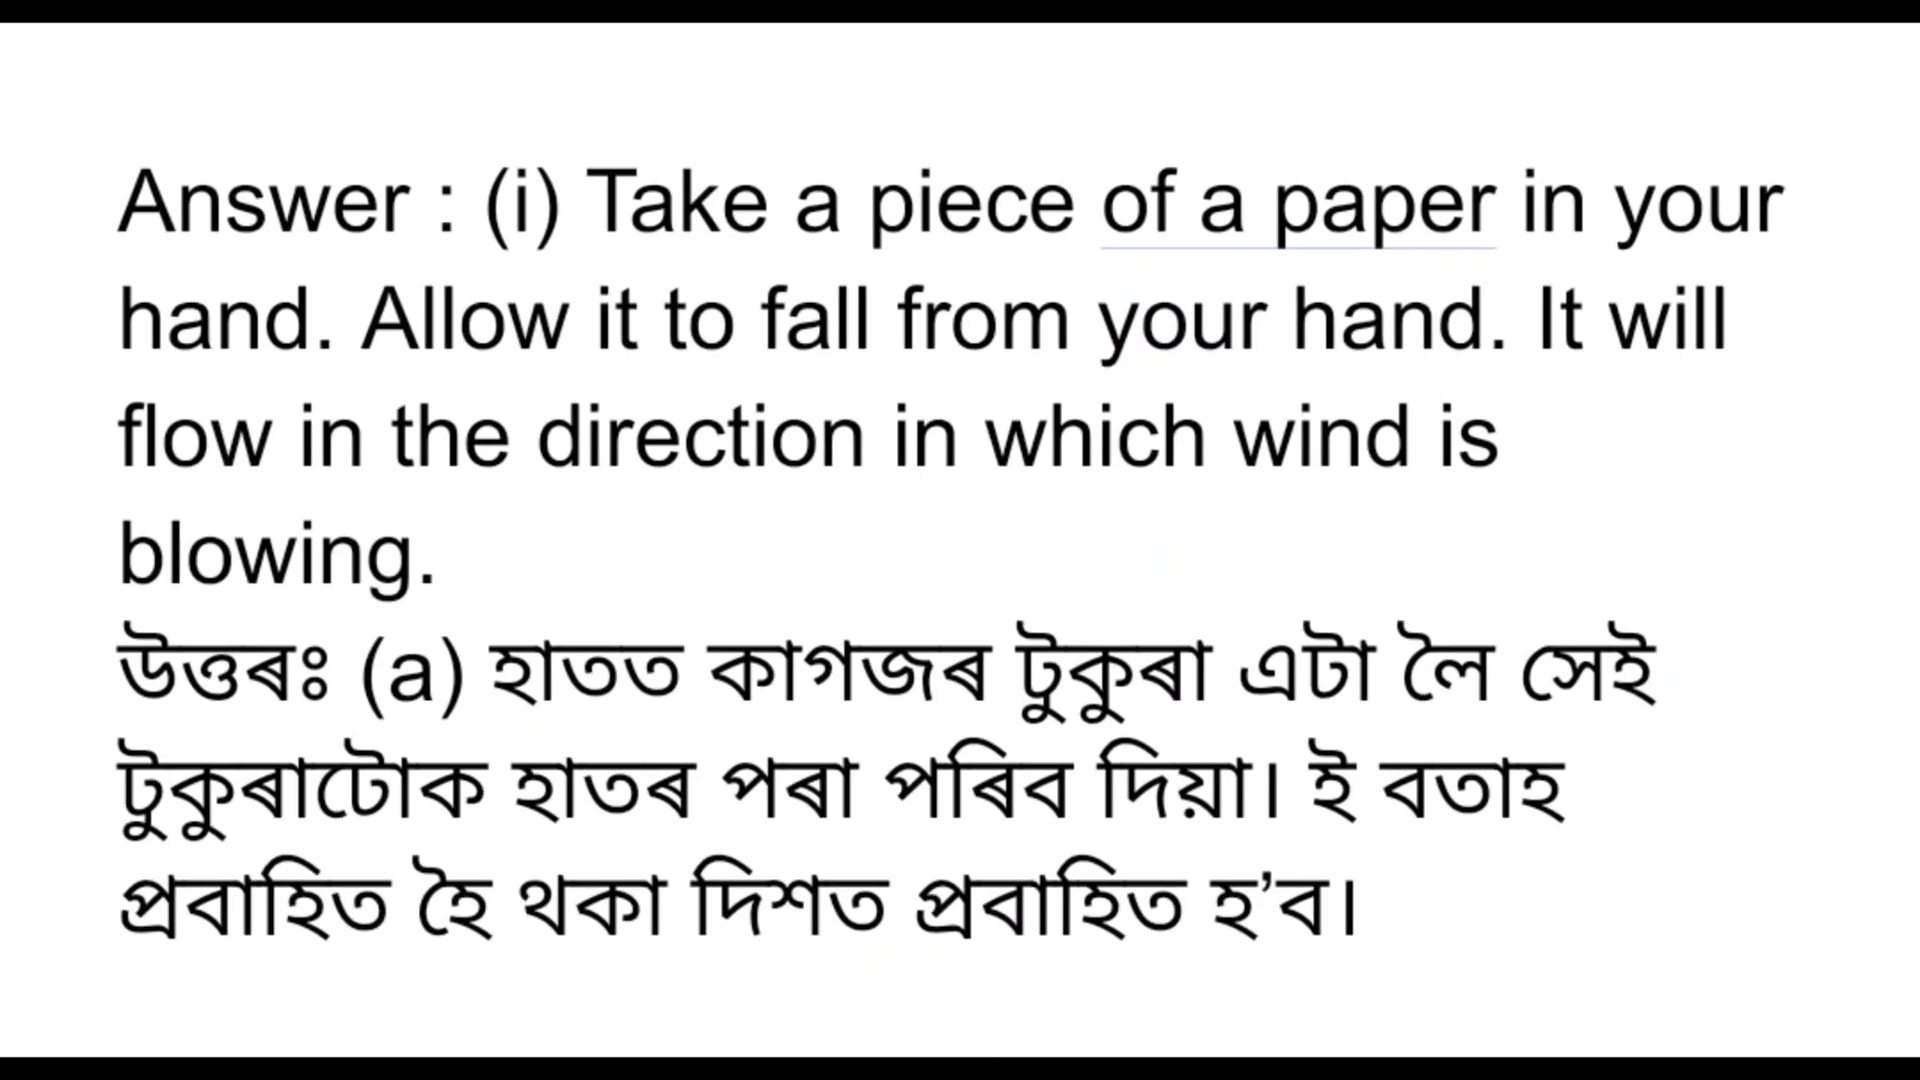 Answer : (i) Take a piece of a paper in your
hand. Allow it to fall from your hand. It will
flow in the direction in which wind is
blowing.
উত্তৰঃ (a) হাতত কাগজৰ টুকুৰা এটা লৈ সেই
টুকুৰাটোক হাতৰ পৰা পৰিব দিয়া। ই বতাহ
প্ৰবাহিত হৈ থকা দিশত প্ৰবাহিত হ’ব।